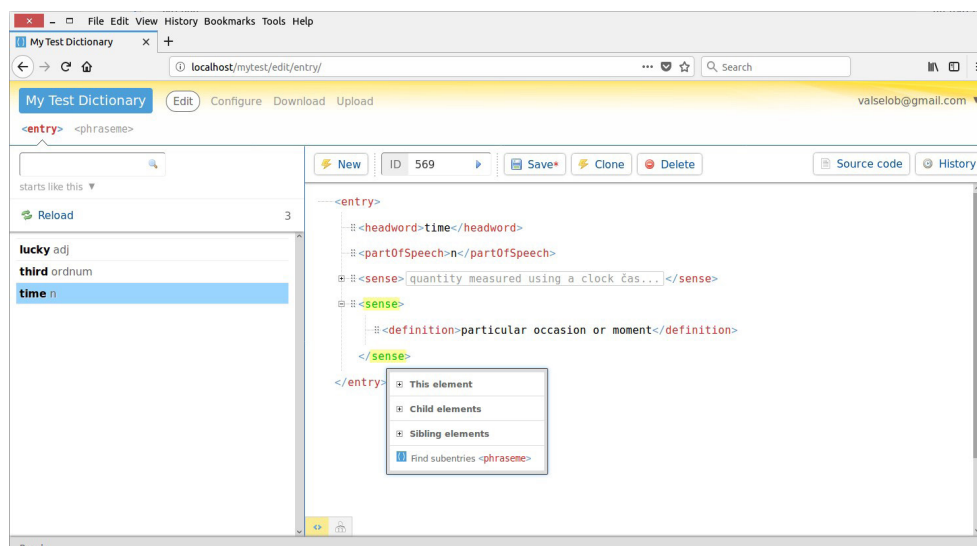 File Edit View History Bookmarks Tools Help
My Test Dictionary × +
localhost/mytest/edit/entry/ Search
My Test Dictionary Edit Configure Download Upload valselob@gmail.com ▼
<entry> <phraseme>
New ID 569 Save* Clone Delete Source code History
starts like this ▼
Reload 3
lucky adj
third ordnum
time n
<entry>
<headword>time</headword>
<partOfSpeech>n</partOfSpeech>
<sense>quantity measured using a clock čas...</sense>
<sense>
<definition>particular occasion or moment</definition>
</sense>
</entry>
This element
Child elements
Sibling elements
Find subentries <phraseme>